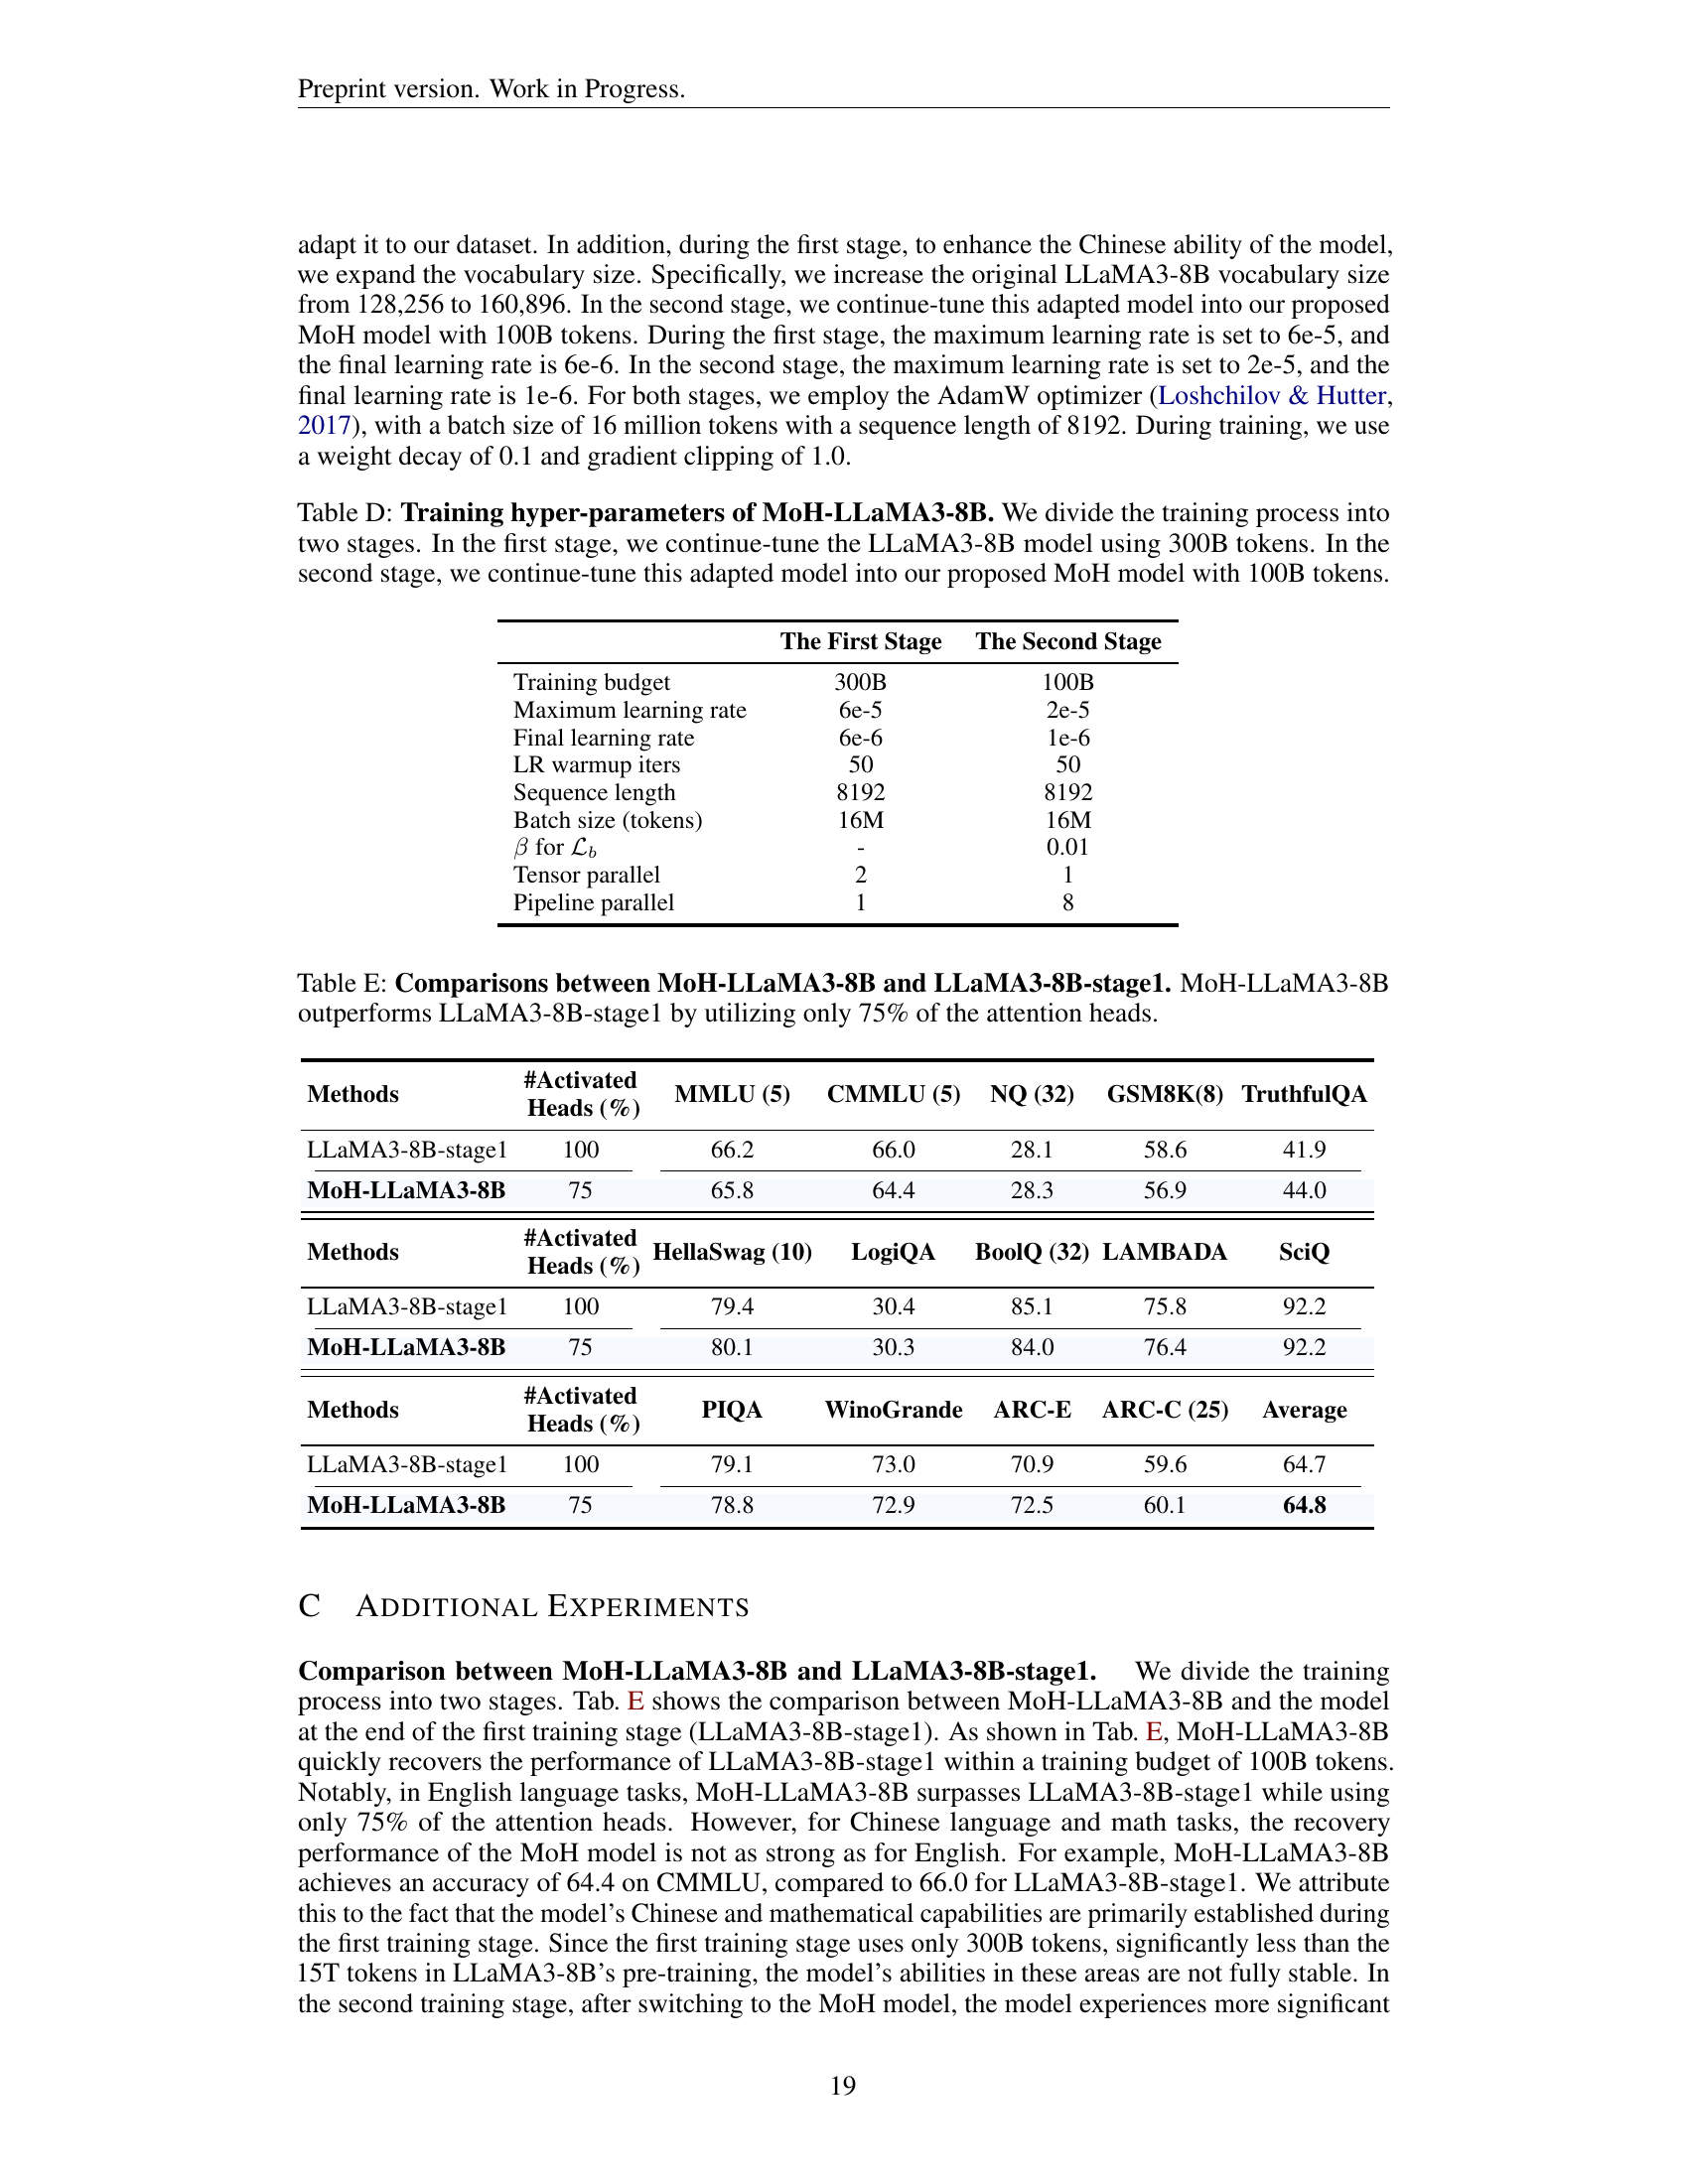 Preprint version. Work in Progress.
adapt it to our dataset. In addition, during the first stage, to enhance the Chinese ability of the model,
we expand the vocabulary size. Specifically, we increase the original LLaMA3-8B vocabulary size
from 128,256 to 160,896. In the second stage, we continue-tune this adapted model into our proposed
MoH model with 100B tokens. During the first stage, the maximum learning rate is set to 6e-5, and
the final learning rate is 6e-6. In the second stage, the maximum learning rate is set to 2e-5, and the
final learning rate is 1e-6. For both stages, we employ the AdamW optimizer (Loshchilov & Hutter,
2017), with a batch size of 16 million tokens with a sequence length of 8192. During training, we use
a weight decay of 0.1 and gradient clipping of 1.0.
Table D: Training hyper-parameters of MoH-LLaMA3-8B. We divide the training process into
two stages. In the first stage, we continue-tune the LLaMA3-8B model using 300B tokens. In the
second stage, we continue-tune this adapted model into our proposed MoH model with 100B tokens.
The First Stage The Second Stage
Training budget 300B 100B
Maximum learning rate 6e-5 2e-5
Final learning rate 6e-6 1e-6
LR warmup iters 50 50
Sequence length 8192 8192
Batch size (tokens) 16M 16M
β for ℒb - 0.01
Tensor parallel 2 1
Pipeline parallel 1 8
Table E: Comparisons between MoH-LLaMA3-8B and LLaMA3-8B-stage1. MoH-LLaMA3-8B
outperforms LLaMA3-8B-stage1 by utilizing only 75% of the attention heads.
Methods #Activated Heads (%) MMLU (5) CMMLU (5) NQ (32) GSM8K(8) TruthfulQA
LLaMA3-8B-stage1 100 66.2 66.0 28.1 58.6 41.9
MoH-LLaMA3-8B 75 65.8 64.4 28.3 56.9 44.0
Methods #Activated Heads (%) HellaSwag (10) LogiQA BoolQ (32) LAMBADA SciQ
LLaMA3-8B-stage1 100 79.4 30.4 85.1 75.8 92.2
MoH-LLaMA3-8B 75 80.1 30.3 84.0 76.4 92.2
Methods #Activated Heads (%) PIQA WinoGrande ARC-E ARC-C (25) Average
LLaMA3-8B-stage1 100 79.1 73.0 70.9 59.6 64.7
MoH-LLaMA3-8B 75 78.8 72.9 72.5 60.1 64.8
C ADDITIONAL EXPERIMENTS
Comparison between MoH-LLaMA3-8B and LLaMA3-8B-stage1. We divide the training
process into two stages. Tab. E shows the comparison between MoH-LLaMA3-8B and the model
at the end of the first training stage (LLaMA3-8B-stage1). As shown in Tab. E, MoH-LLaMA3-8B
quickly recovers the performance of LLaMA3-8B-stage1 within a training budget of 100B tokens.
Notably, in English language tasks, MoH-LLaMA3-8B surpasses LLaMA3-8B-stage1 while using
only 75% of the attention heads. However, for Chinese language and math tasks, the recovery
performance of the MoH model is not as strong as for English. For example, MoH-LLaMA3-8B
achieves an accuracy of 64.4 on CMMLU, compared to 66.0 for LLaMA3-8B-stage1. We attribute
this to the fact that the model's Chinese and mathematical capabilities are primarily established during
the first training stage. Since the first training stage uses only 300B tokens, significantly less than the
15T tokens in LLaMA3-8B's pre-training, the model's abilities in these areas are not fully stable. In
the second training stage, after switching to the MoH model, the model experiences more significant
19